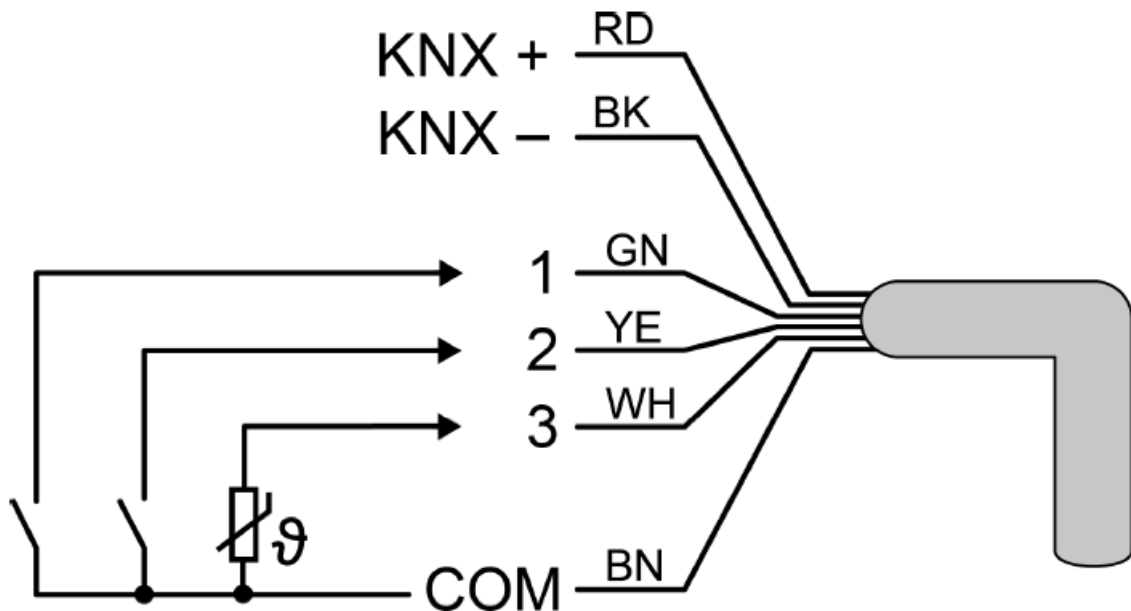 KNX + RD
KNX – BK
1 GN
2 YE
3 WH
ϑ
COM BN